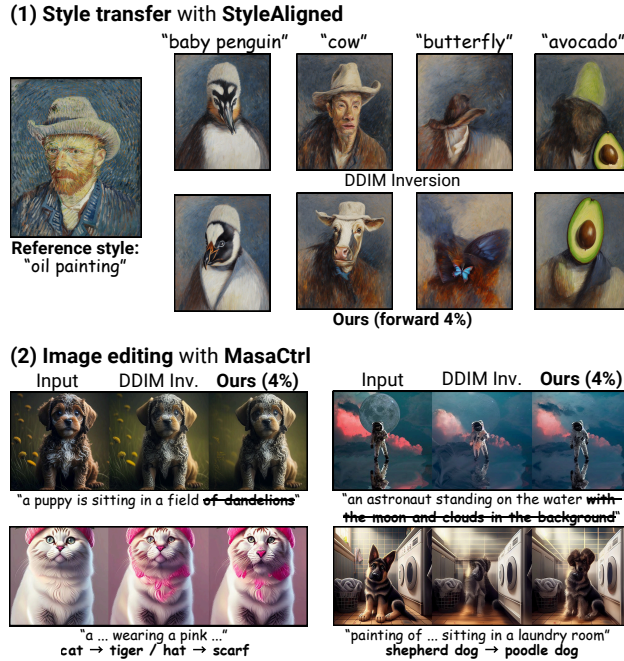 (1) Style transfer with StyleAligned
“baby penguin” “cow” “butterfly” “avocado”
DDIM Inversion
Reference style:
“oil painting”
Ours (forward 4%)
(2) Image editing with MasaCtrl
Input DDIM Inv. Ours (4%) Input DDIM Inv. Ours (4%)
“a puppy is sitting in a field of dandelions“
“an astronaut standing on the water with
the moon and clouds in the background“
“a ... wearing a pink ...”
cat → tiger / hat → scarf
“painting of ... sitting in a laundry room”
shepherd dog → poodle dog